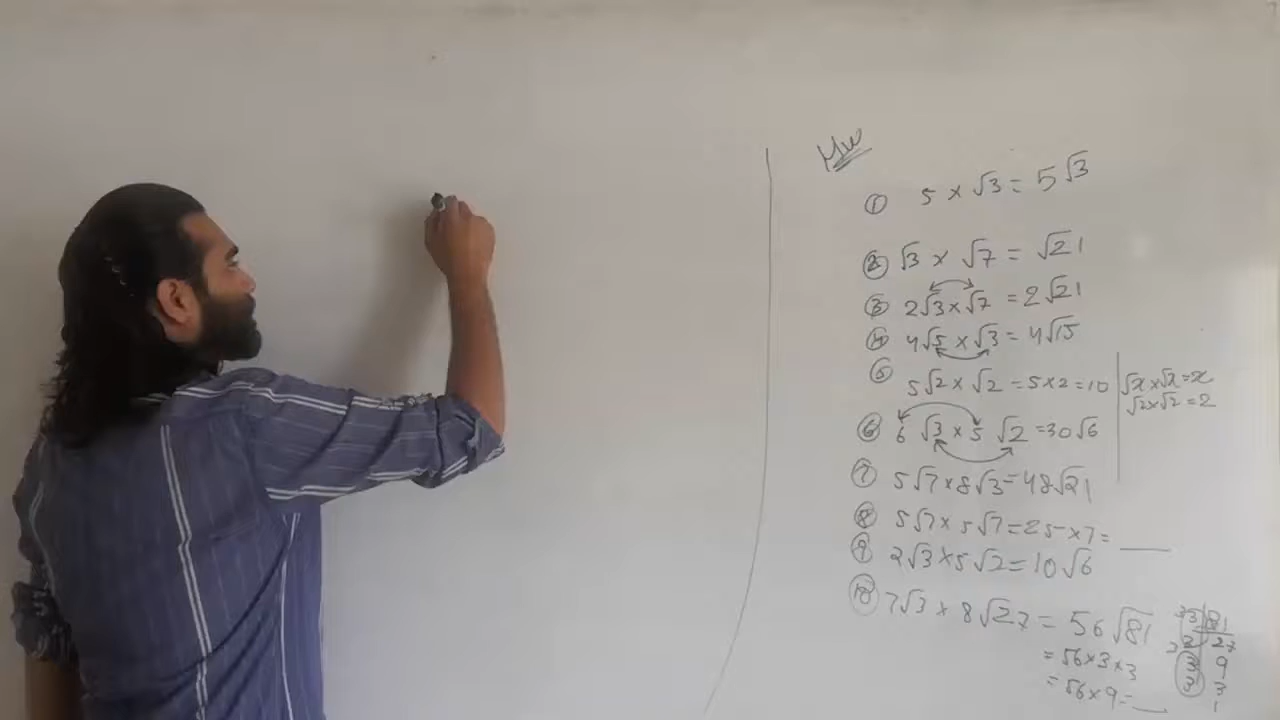 HW
① 5 × √3 = 5√3
② √3 × √7 = √21
③ 2√3 × √7 = 2√21
④ 4√5 × √3 = 4√15
⑤ 5√2 × √2 = 5 × 2 = 10
√x × √x = x
√2 × √2 = 2
⑥ 6 √3 × 5 √2 = 30√6
⑦ 5√7 × 8√3 = 48√21
⑧ 5√7 × 5√7 = 25 × 7 = __
⑨ 2√3 × 5√2 = 10√6
⑩ 7√3 × 8√27 = 56√81
= 56 × 3 × 3
= 56 × 9 = __
3 81
3 27
3 9
3 3
1